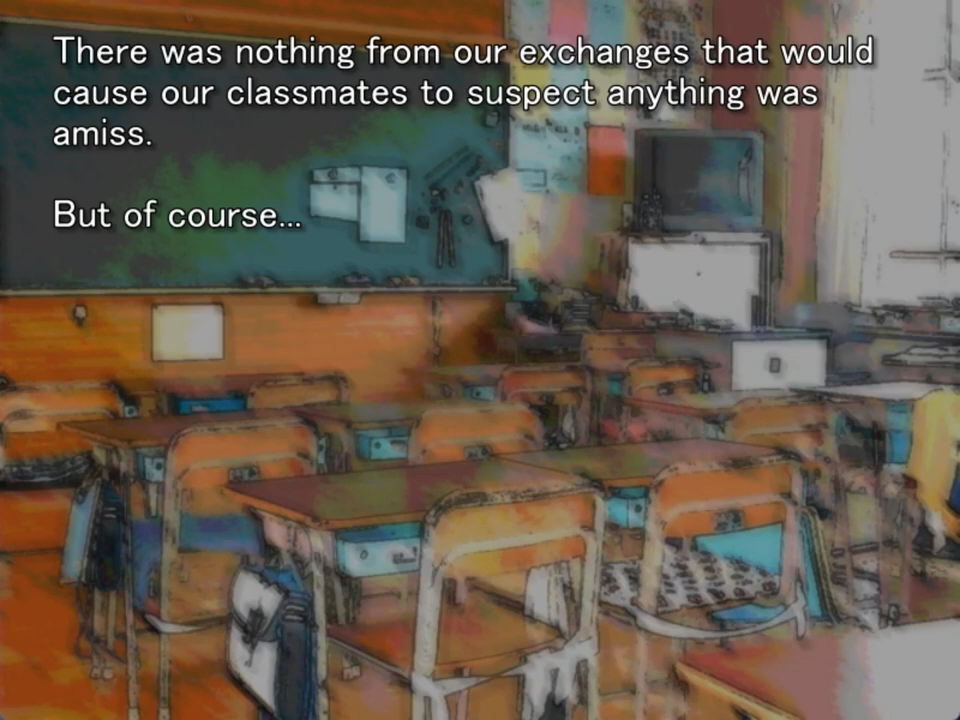 There was nothing from our exchanges that would
cause our classmates to suspect anything was
amiss.
But of course...